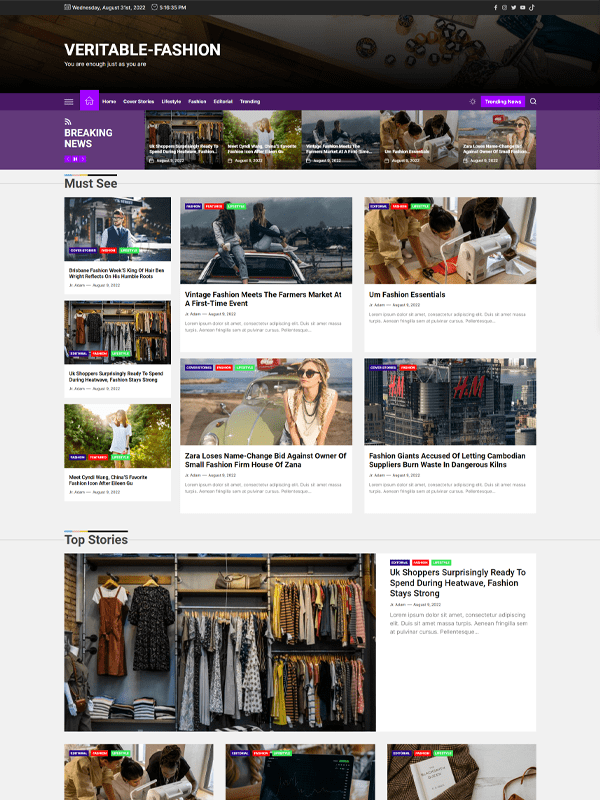 Wednesday, August 31st, 2022 5:16:35 PM
VERITABLE-FASHION
You are enough just as you are
Home Cover Stories Lifestyle Fashion Editorial Trending
Trending News
BREAKING
NEWS
Uk Shoppers Surprisingly Ready To
Spend During Heatwave, Fashion...
August 9, 2022
Meet Cyndi Wang, China'S Favorite
Fashion Icon After Eileen Gu
August 9, 2022
Vintage Fashion Meets The
Farmers Market At A First-Time...
August 9, 2022
Um Fashion Essentials
August 9, 2022
Zara Loses Name-Change Bid
Against Owner Of Small Fashion...
August 9, 2022
Must See
COVER STORIES FASHION LIFESTYLE
Brisbane Fashion Week'S King Of Hair Ben
Wright Reflects On His Humble Roots
Jr. Adam — August 9, 2022
EDITORIAL FASHION LIFESTYLE
Uk Shoppers Surprisingly Ready To Spend
During Heatwave, Fashion Stays Strong
Jr. Adam — August 9, 2022
FASHION FEATURED LIFESTYLE
Meet Cyndi Wang, China'S Favorite
Fashion Icon After Eileen Gu
Jr. Adam — August 9, 2022
FASHION FEATURED LIFESTYLE
Vintage Fashion Meets The Farmers Market At
A First-Time Event
Jr. Adam — August 9, 2022
Lorem ipsum dolor sit amet, consectetur adipiscing elit. Duis sit amet massa
turpis. Aenean fringilla sem at pulvinar cursus. Pellentesque...
EDITORIAL FASHION LIFESTYLE
Um Fashion Essentials
Jr. Adam — August 9, 2022
Lorem ipsum dolor sit amet, consectetur adipiscing elit. Duis sit amet massa
turpis. Aenean fringilla sem at pulvinar cursus. Pellentesque...
COVER STORIES FASHION LIFESTYLE
Zara Loses Name-Change Bid Against Owner Of
Small Fashion Firm House Of Zana
Jr. Adam — August 9, 2022
Lorem ipsum dolor sit amet, consectetur adipiscing elit. Duis sit amet massa
turpis. Aenean fringilla sem at pulvinar cursus. Pellentesque...
COVER STORIES FASHION LIFESTYLE
H&M
Fashion Giants Accused Of Letting Cambodian
Suppliers Burn Waste In Dangerous Kilns
Jr. Adam — August 9, 2022
Lorem ipsum dolor sit amet, consectetur adipiscing elit. Duis sit amet massa
turpis. Aenean fringilla sem at pulvinar cursus. Pellentesque...
Top Stories
EDITORIAL FASHION LIFESTYLE
Uk Shoppers Surprisingly Ready To
Spend During Heatwave, Fashion
Stays Strong
Jr. Adam — August 9, 2022
Lorem ipsum dolor sit amet, consectetur adipiscing
elit. Duis sit amet massa turpis. Aenean fringilla sem
at pulvinar cursus. Pellentesque...
EDITORIAL FASHION LIFESTYLE
EDITORIAL FASHION LIFESTYLE
EDITORIAL FASHION LIFESTYLE